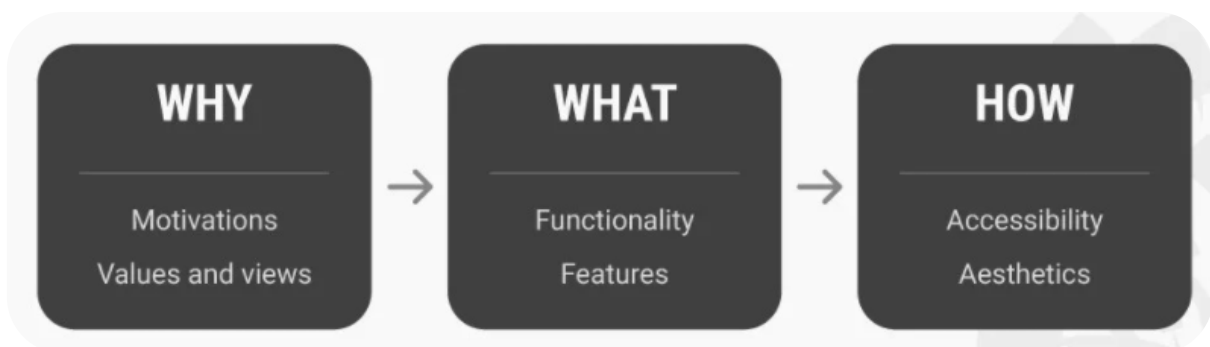 WHY
Motivations
Values and views
WHAT
Functionality
Features
HOW
Accessibility
Aesthetics